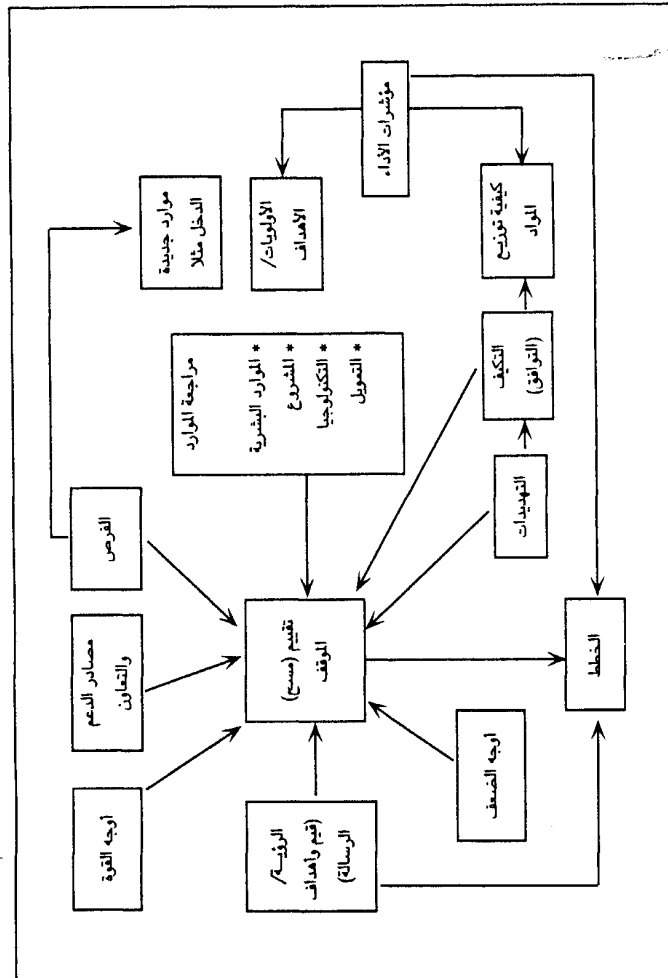 الفرص
مصادر الدعم
والتعاون
أوجه القوة
موارد جديدة
الدخل مثلا
مراجعة الموارد
* الموارد البشرية
* التكنولوجيا
* المشروع
* التمويل
الأولويات/
الأهداف
تقييم (مسح)
الموقف
الرؤية/
(قيم وأهداف
الرسالة)
مؤشرات الأداء
كيفية توزيع
المواد
التكيف
(التوافق)
التهديدات
أوجه الضعف
الخطط